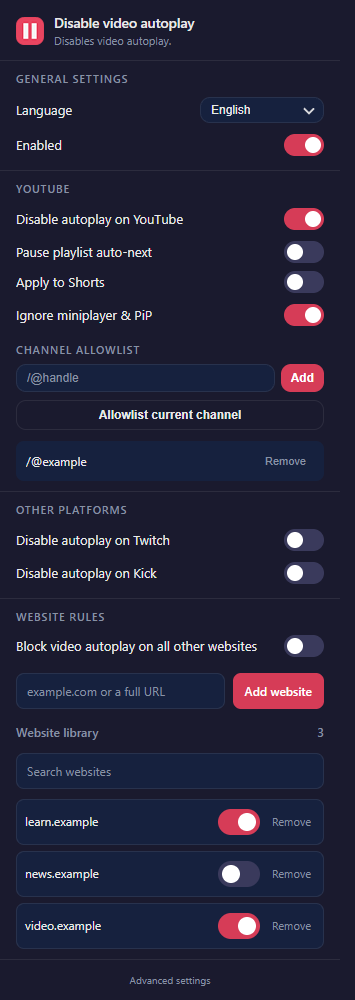 Disable video autoplay
Disables video autoplay.
GENERAL SETTINGS
Language
English
Enabled
YOUTUBE
Disable autoplay on YouTube
Pause playlist auto-next
Apply to Shorts
Ignore miniplayer & PiP
CHANNEL ALLOWLIST
/@handle
Add
Allowlist current channel
/@example
Remove
OTHER PLATFORMS
Disable autoplay on Twitch
Disable autoplay on Kick
WEBSITE RULES
Block video autoplay on all other websites
example.com or a full URL
Add website
Website library
3
Search websites
learn.example
Remove
news.example
Remove
video.example
Remove
Advanced settings